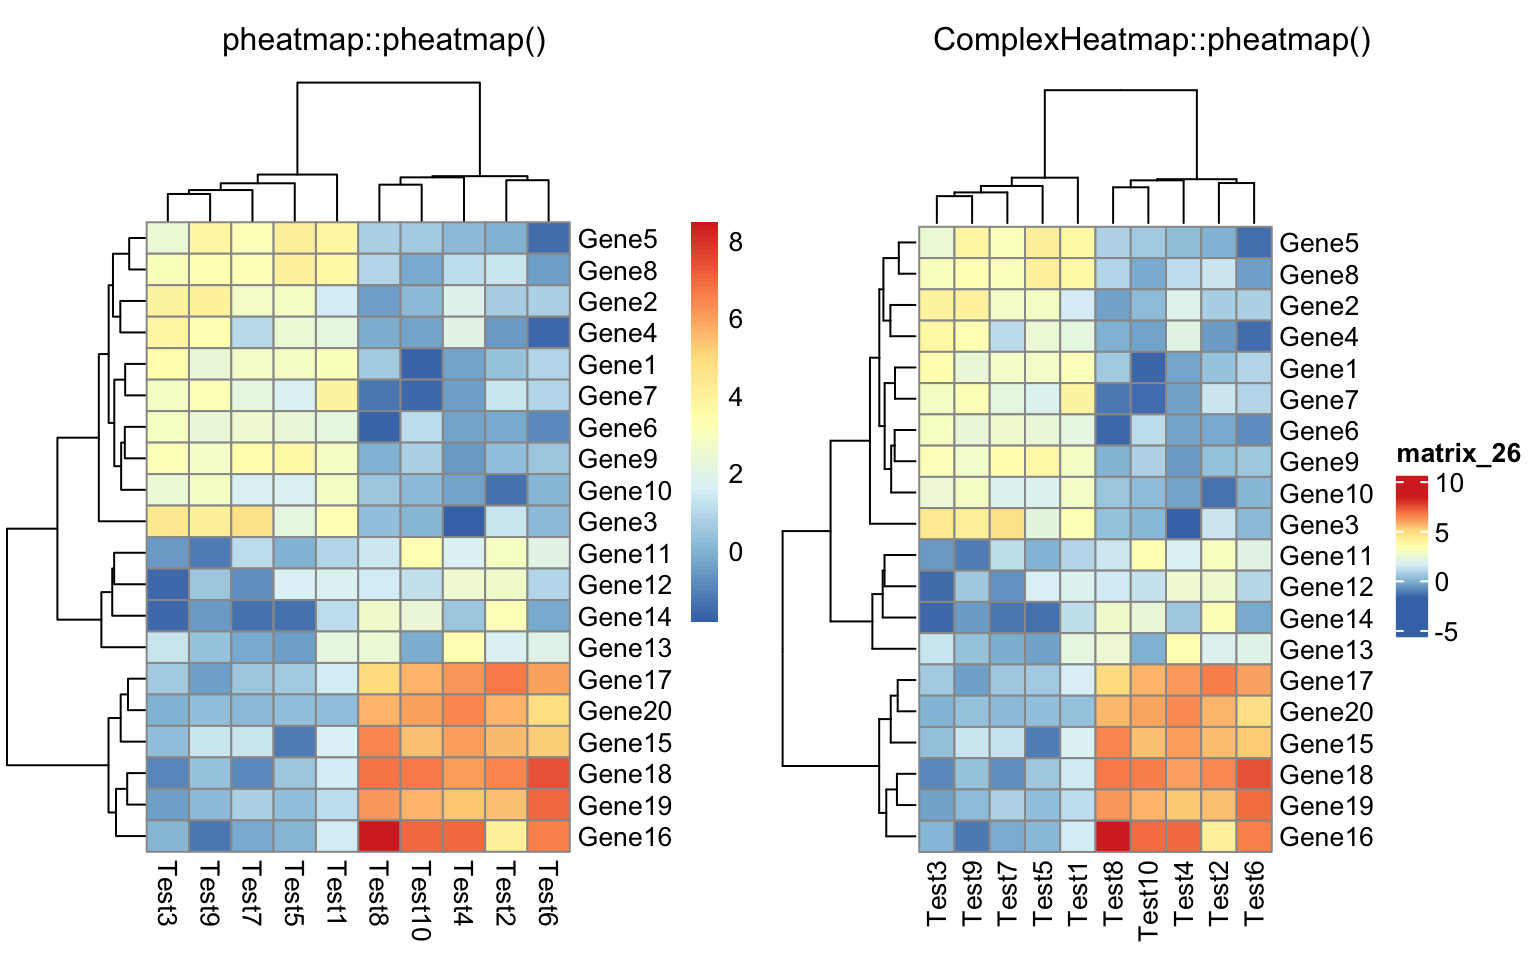 pheatmap::pheatmap()
Gene5
Gene8
Gene2
Gene4
Gene1
Gene7
Gene6
Gene9
Gene10
Gene3
Gene11
Gene12
Gene14
Gene13
Gene17
Gene20
Gene15
Gene18
Gene19
Gene16
Test3
Test9
Test7
Test5
Test1
Test8
Test10
Test4
Test2
Test6
8
6
4
2
0
ComplexHeatmap::pheatmap()
Gene5
Gene8
Gene2
Gene4
Gene1
Gene7
Gene6
Gene9
Gene10
Gene3
Gene11
Gene12
Gene14
Gene13
Gene17
Gene20
Gene15
Gene18
Gene19
Gene16
Test3
Test9
Test7
Test5
Test1
Test8
Test10
Test4
Test2
Test6
matrix_26
10
5
0
-5